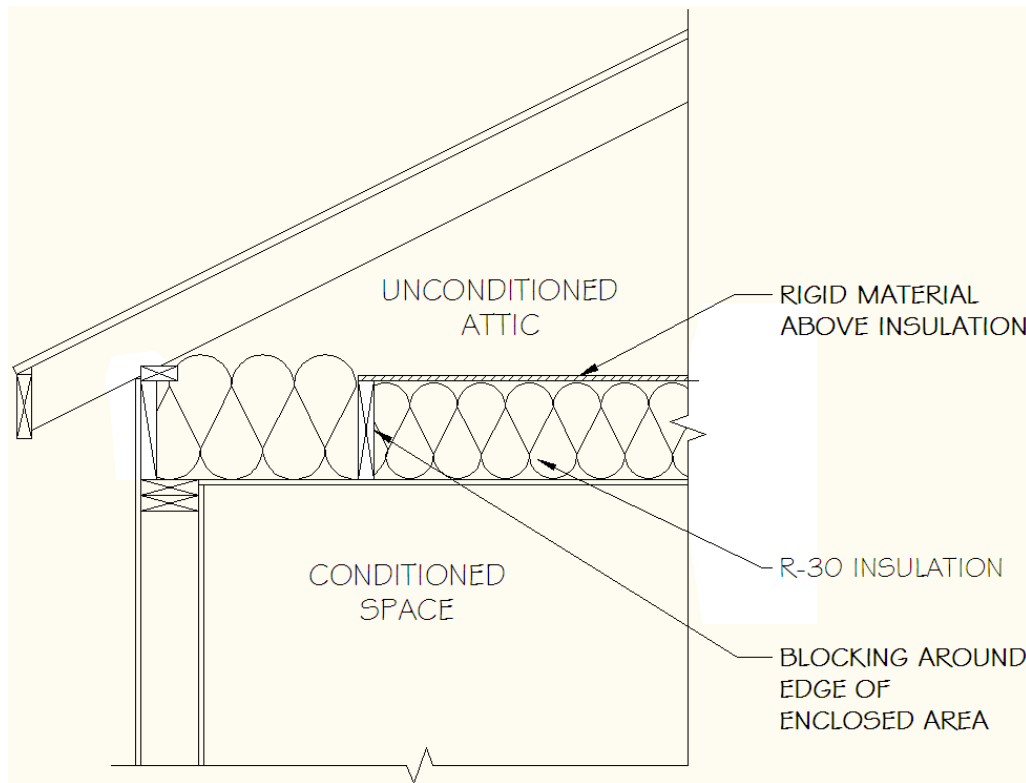 UNCONDITIONED
ATTIC
RIGID MATERIAL
ABOVE INSULATION
R-30 INSULATION
CONDITIONED
SPACE
BLOCKING AROUND
EDGE OF
ENCLOSED AREA